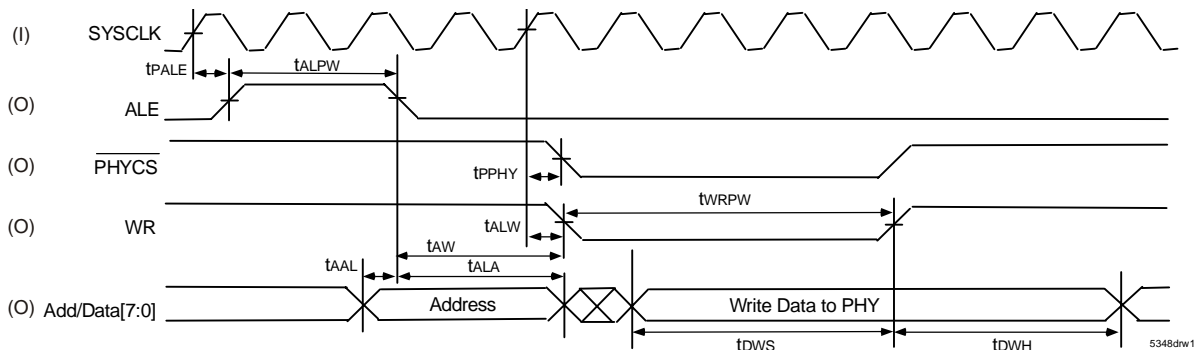 (I) SYSCLK
tPALE tALPW
(O) ALE
(O) PHYCS
tPPHY tWRPW
(O) WR
tALW
tAW
tAAL tALA
(O) Add/Data[7:0] Address Write Data to PHY
tDWS tDWH
5348drw1